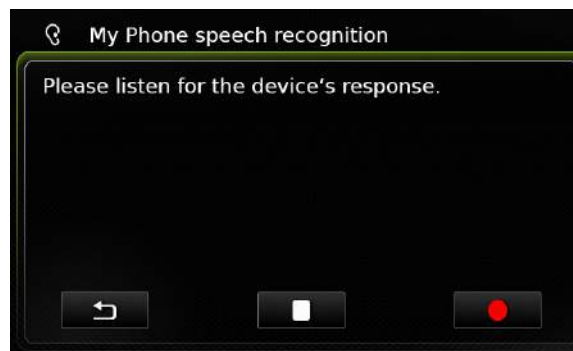 My Phone speech recognition
Please listen for the device’s response.